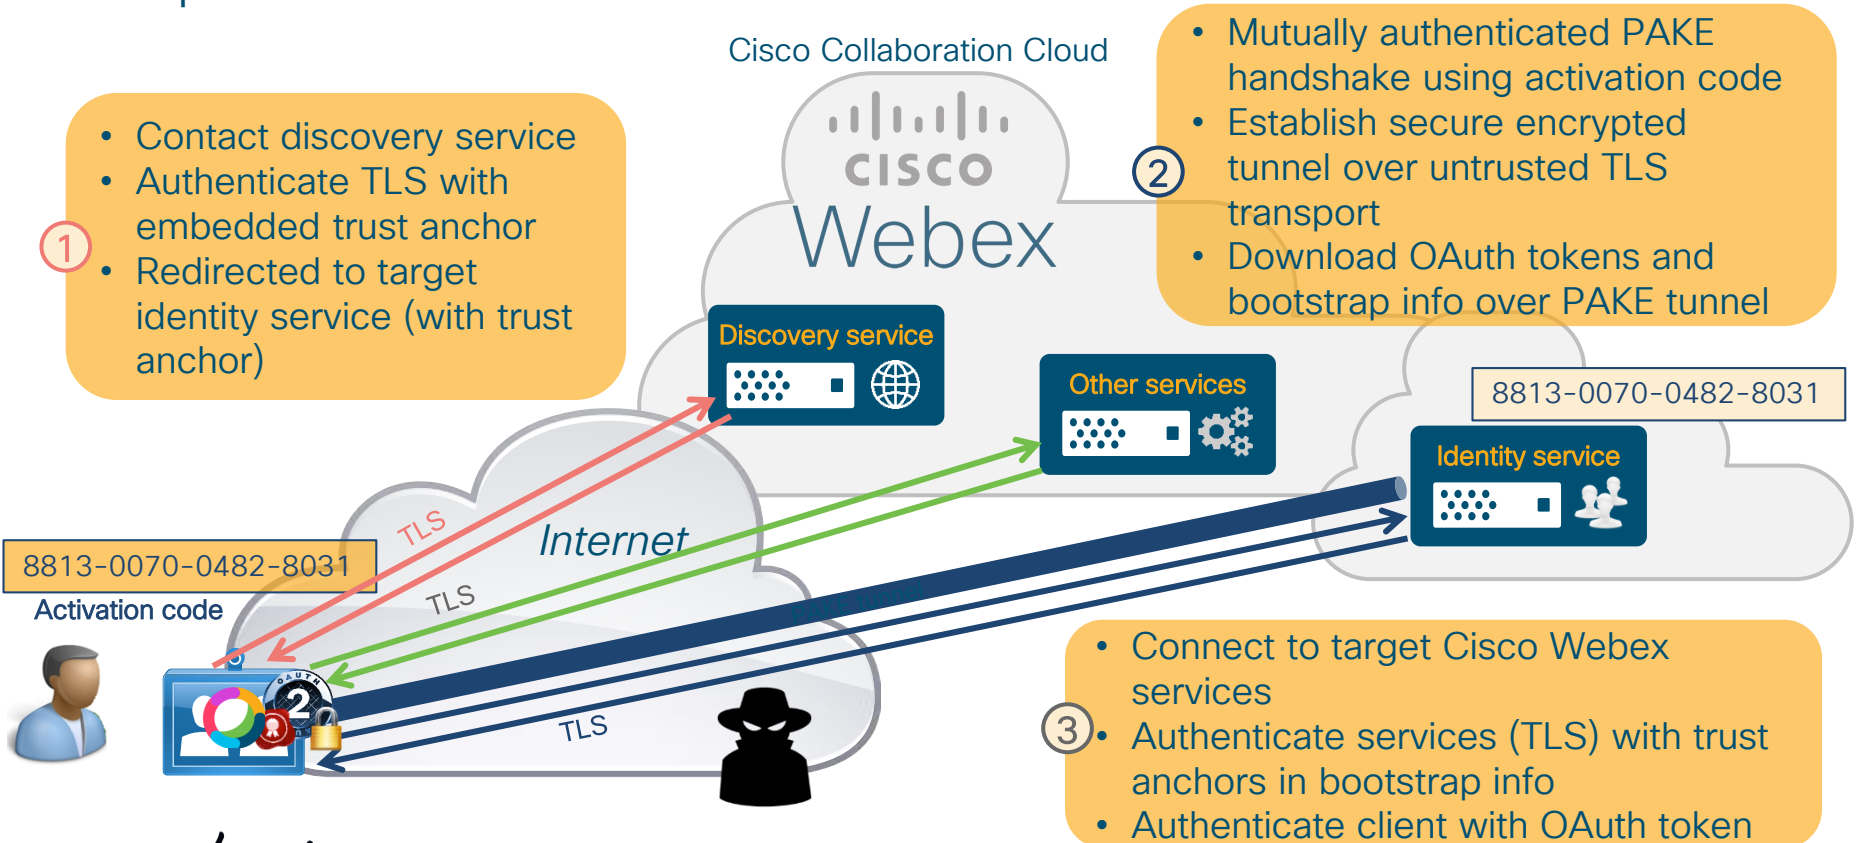 Cisco Collaboration Cloud
CISCO
Webex
• Contact discovery service
• Authenticate TLS with
embedded trust anchor
• Redirected to target
identity service (with trust
anchor)
1
• Mutually authenticated PAKE
handshake using activation code
• Establish secure encrypted
tunnel over untrusted TLS
transport
• Download OAuth tokens and
bootstrap info over PAKE tunnel
2
Discovery service
Other services
8813-0070-0482-8031
Identity service
Internet
TLS
TLS
PAKE tunnel
TLS
8813-0070-0482-8031
Activation code
OAUTH
2
• Connect to target Cisco Webex
services
• Authenticate services (TLS) with trust
anchors in bootstrap info
• Authenticate client with OAuth token
3